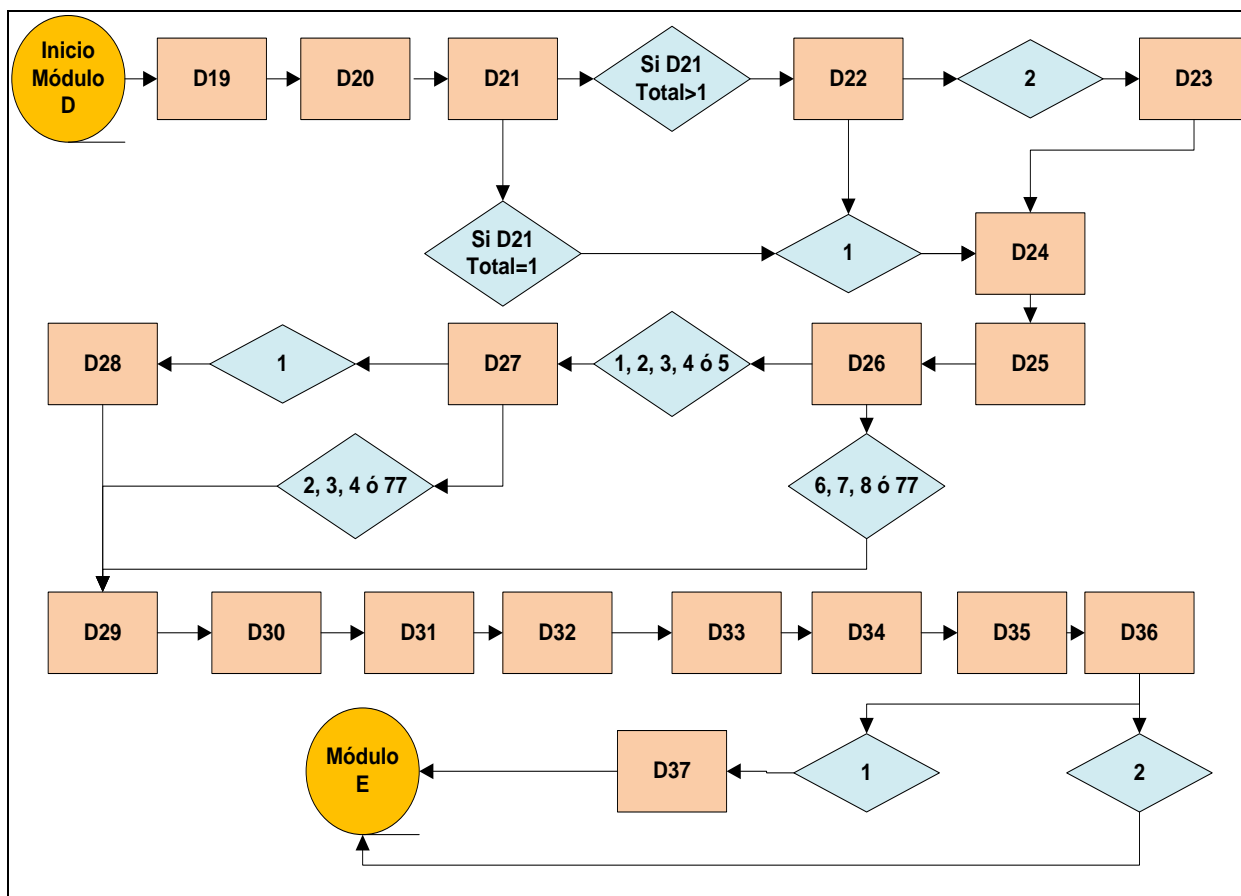 Inicio
Módulo
D
D19
D20
D21
Si D21
Total>1
D22
2
D23
Si D21
Total=1
1
D24
D28
1
D27
1, 2, 3, 4 ó 5
D26
D25
2, 3, 4 ó 77
6, 7, 8 ó 77
D29
D30
D31
D32
D33
D34
D35
D36
Módulo
E
D37
1
2